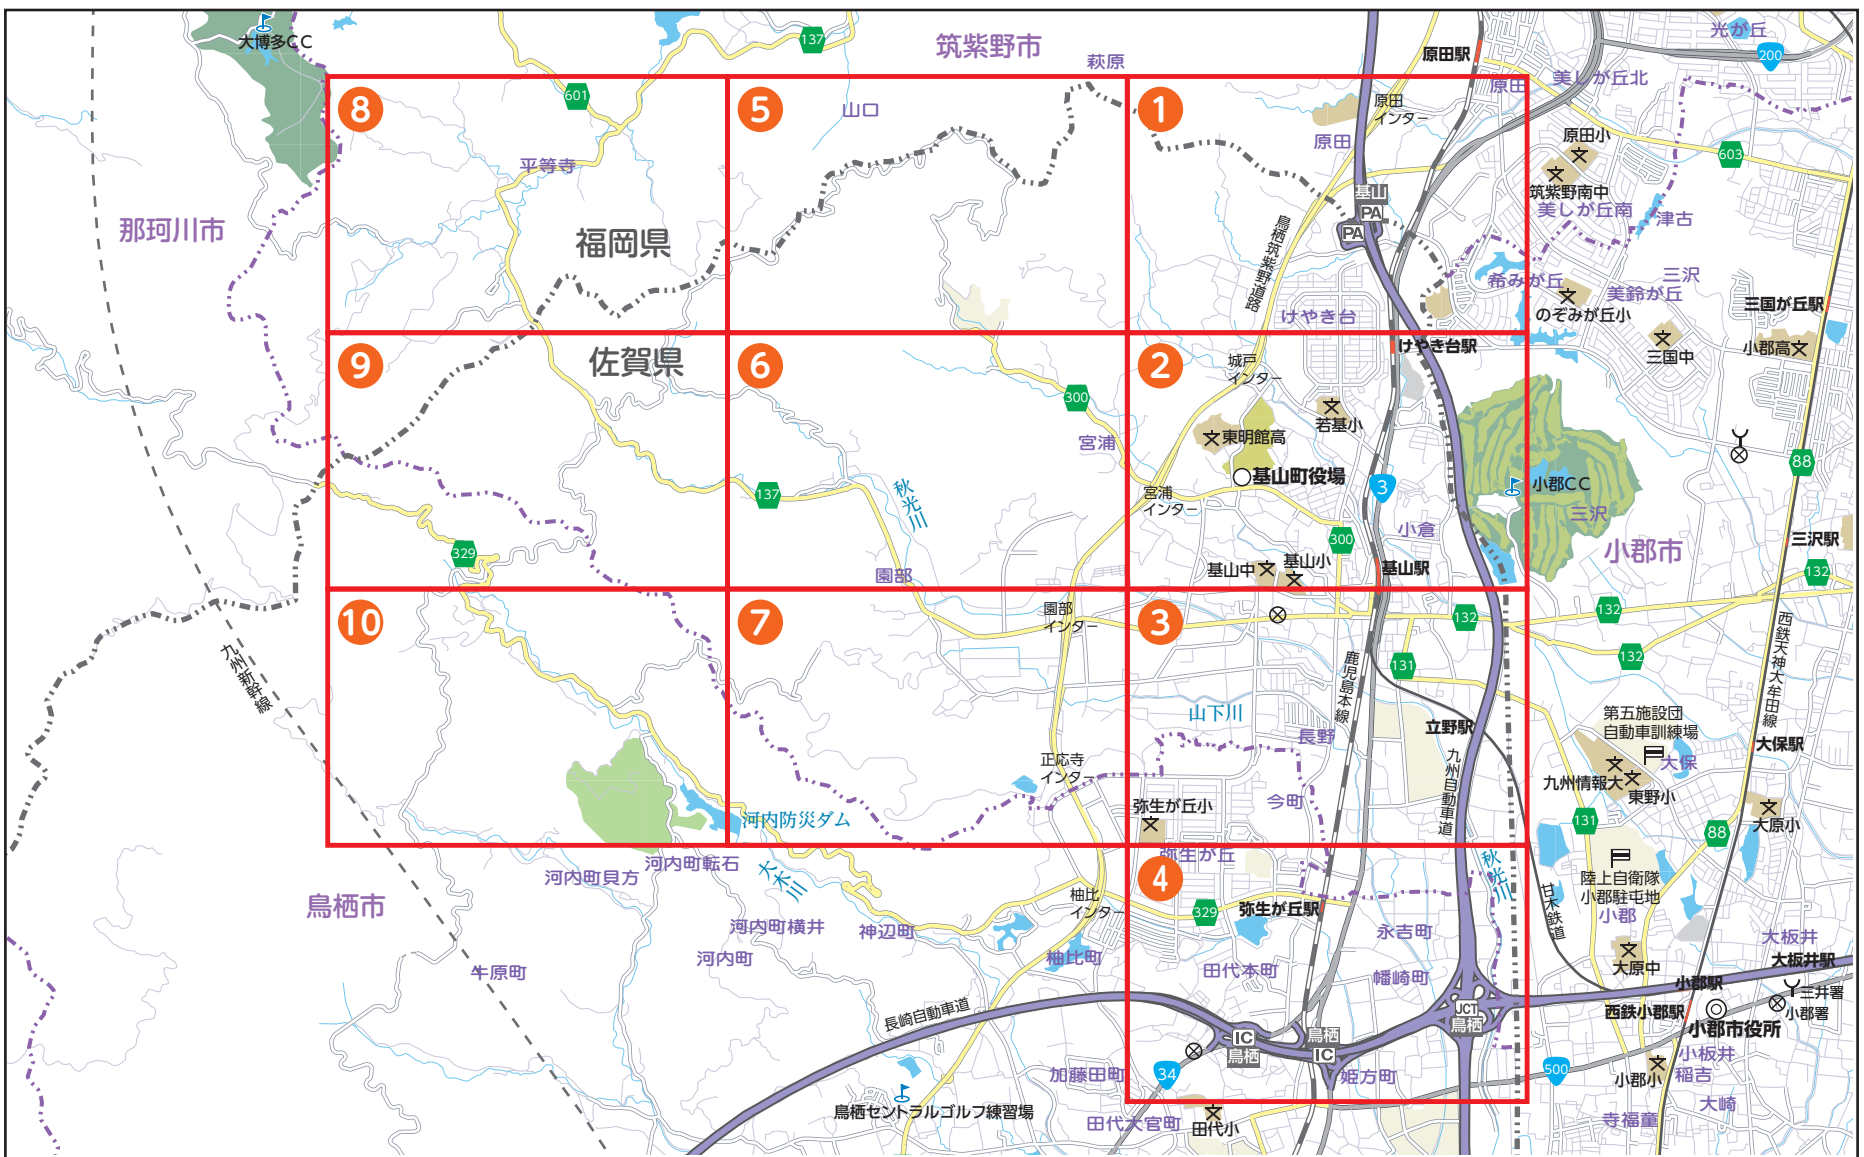 大博多CC
137
筑紫野市
萩原
原田駅
光が丘
200
美しが丘北
原田
8
601
5
山口
1
原田
インター
原田
原田小
603
筑紫野南中
平等寺
基山
PA
PA
美しが丘南
津古
那珂川市
福岡県
鳥栖筑紫野道路
希みが丘
三沢
美鈴が丘
のぞみが丘小
三国が丘駅
けやき台
9
佐賀県
6
2
けやき台駅
城戸
インター
三国中
小郡高
300
若基小
東明館高
宮浦
基山町役場
3
88
小郡CC
三沢
137
秋光川
宮浦
インター
小倉
300
小郡市
三沢駅
329
園部
基山中
基山小
基山駅
132
10
7
園部
インター
3
132
132
132
131
九州新幹線
鹿児島本線
西鉄天神大牟田線
山下川
長野
立野駅
第五施設団
自動車訓練場
大保駅
大保
九州自動車道
正応寺
インター
九州情報大
東野小
今町
弥生が丘小
河内防災ダム
131
88
大原小
弥生が丘
河内町転石
河内町貝方
大木川
4
秋光川
陸上自衛隊
小郡駐屯地
小郡
甘木鉄道
鳥栖市
柚比
インター
329
弥生が丘駅
河内町横井
神辺町
永吉町
大板井
河内町
柚比町
牛原町
田代本町
幡崎町
大原中
大板井駅
小郡駅
三井署
小郡署
西鉄小郡駅
小郡市役所
長崎自動車道
JCT
鳥栖
IC
鳥栖
鳥栖
IC
加藤田町
34
姫方町
500
小板井
小郡小
稲吉
大崎
鳥栖セントラルゴルフ練習場
田代大官町
田代小
寺福童